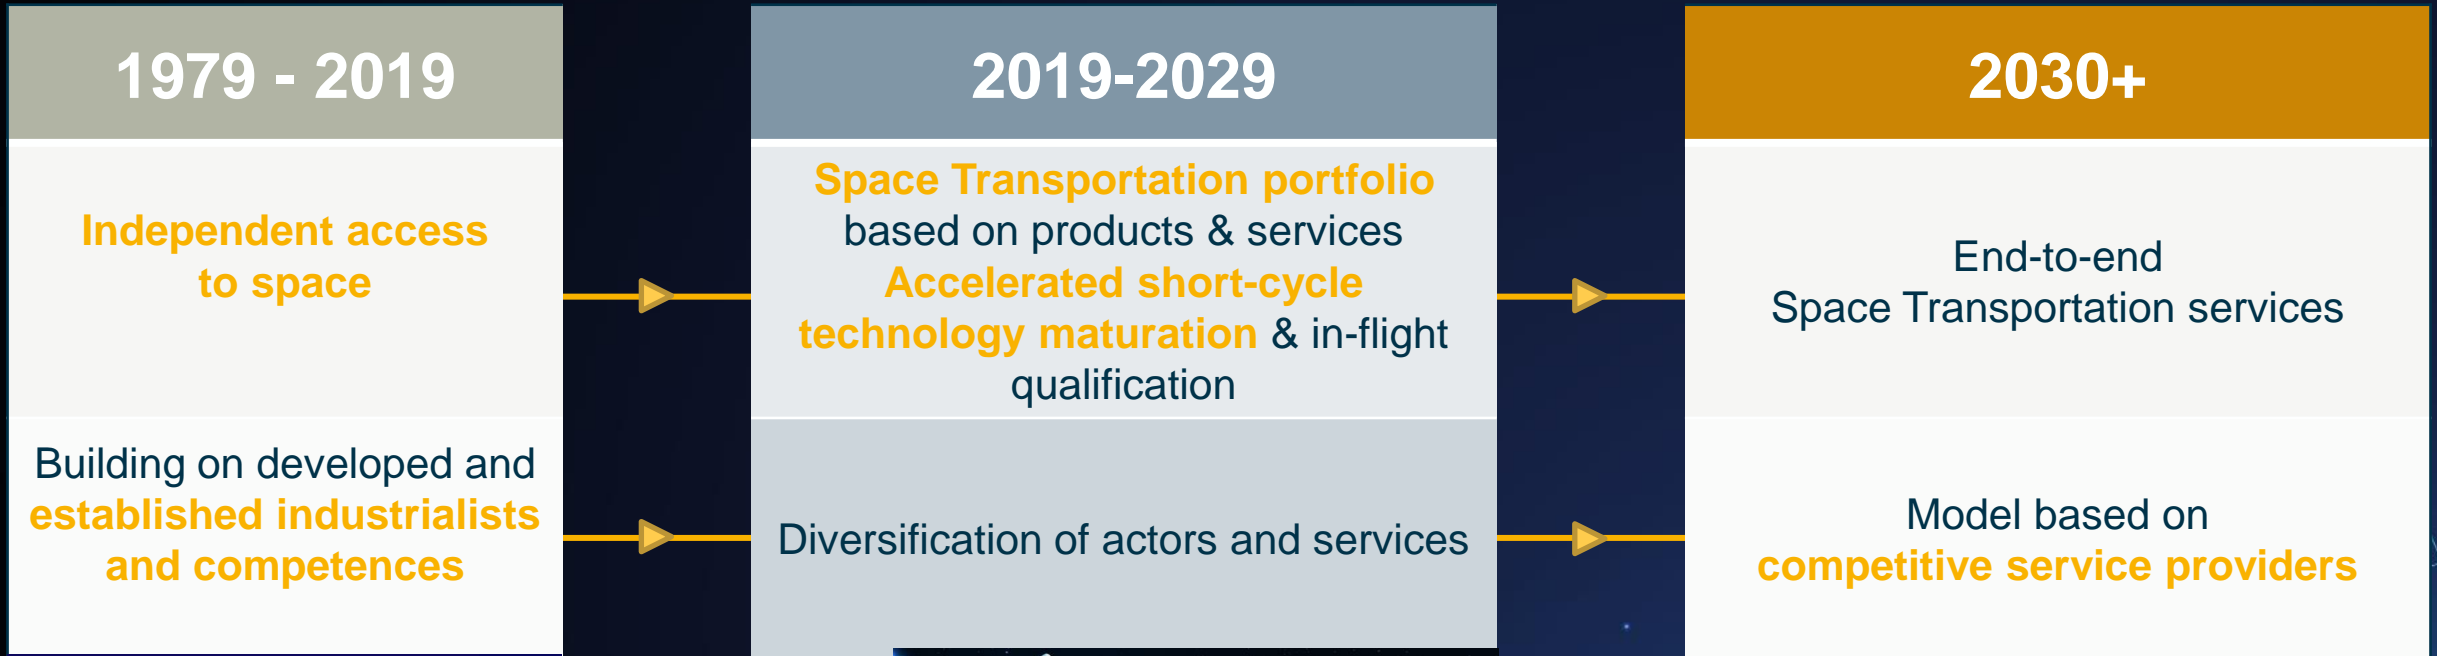 1979 - 2019
Independent access
to space
Building on developed and
established industrialists
and competences
2019-2029
Space Transportation portfolio
based on products & services
Accelerated short-cycle
technology maturation & in-flight
qualification
Diversification of actors and services
2030+
End-to-end
Space Transportation services
Model based on
competitive service providers